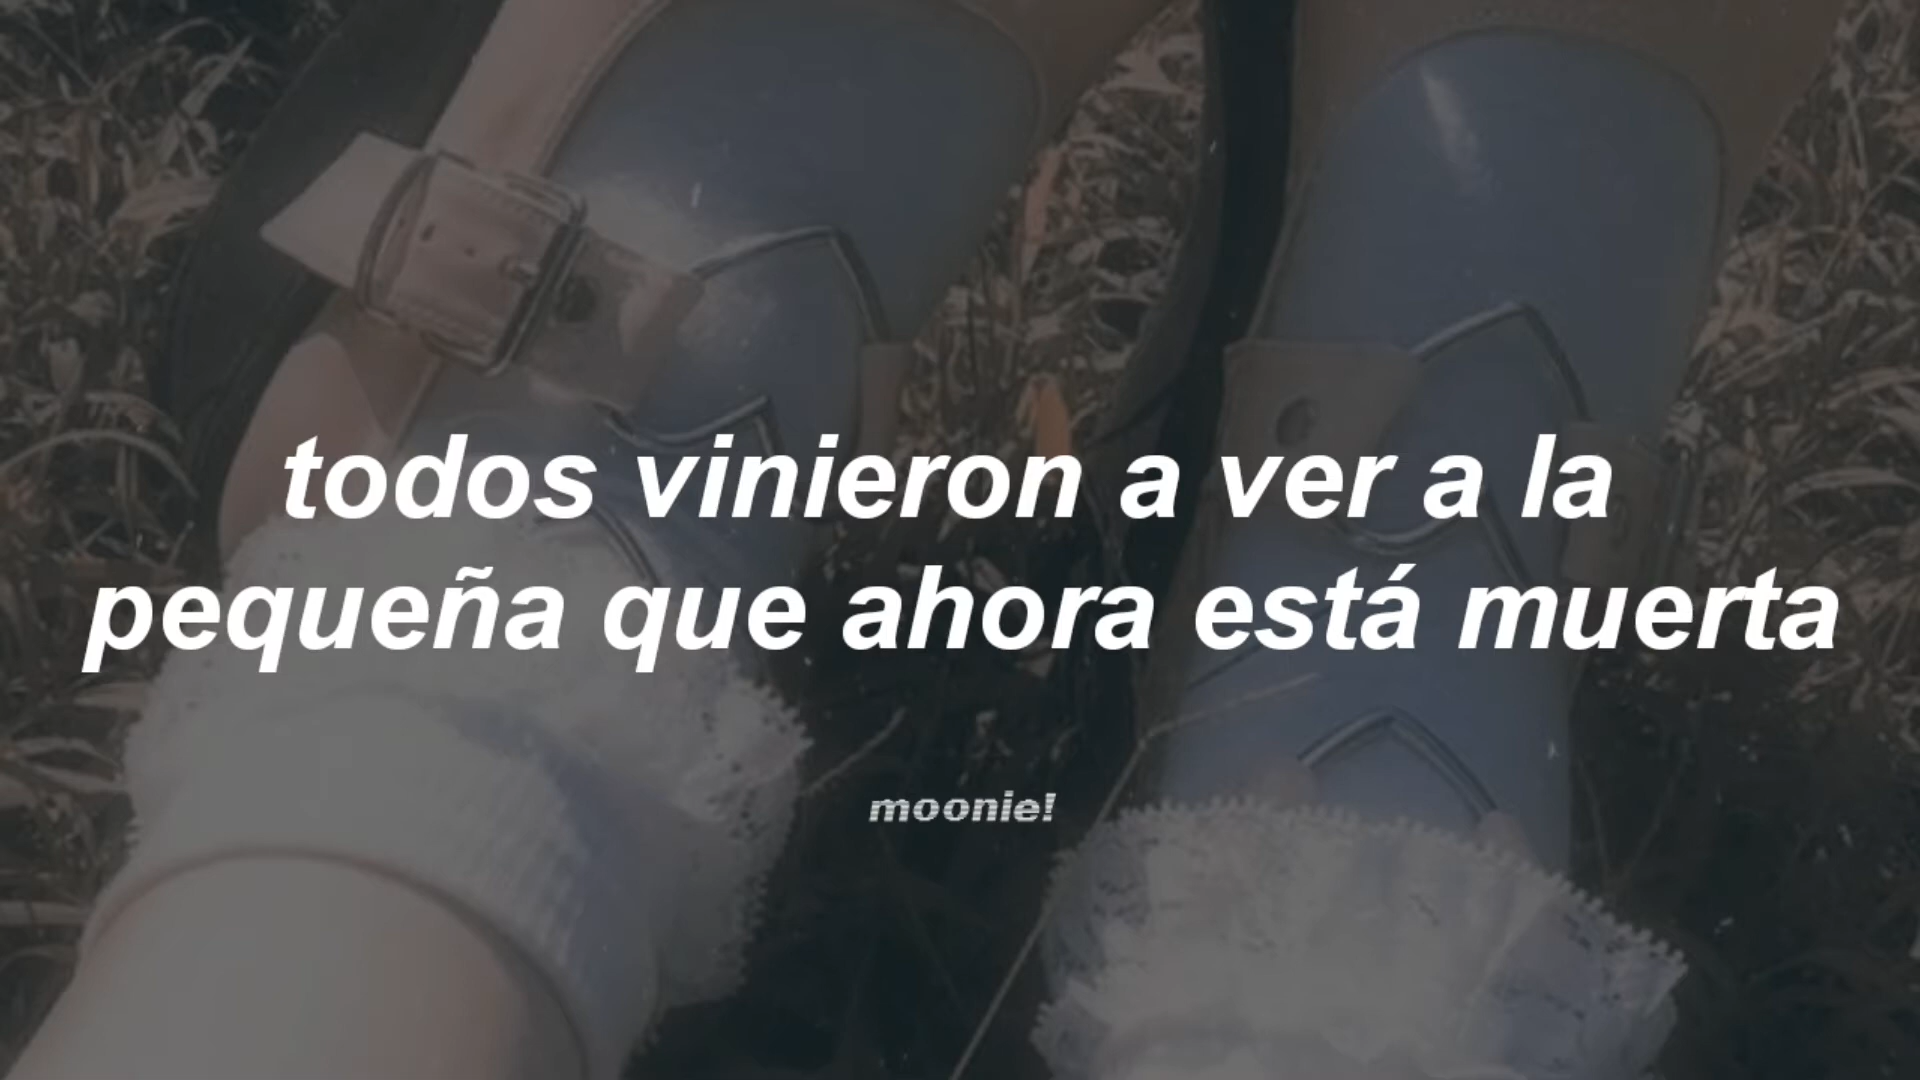 todos vinieron a ver a la
pequeña que ahora está muerta
moonie!